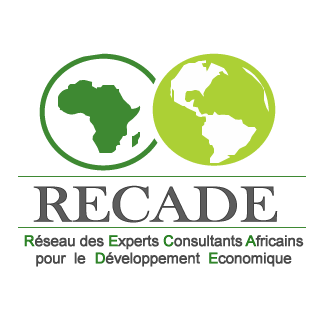 RECADE
Réseau des Experts Consultants Africains
pour le Développement Economique